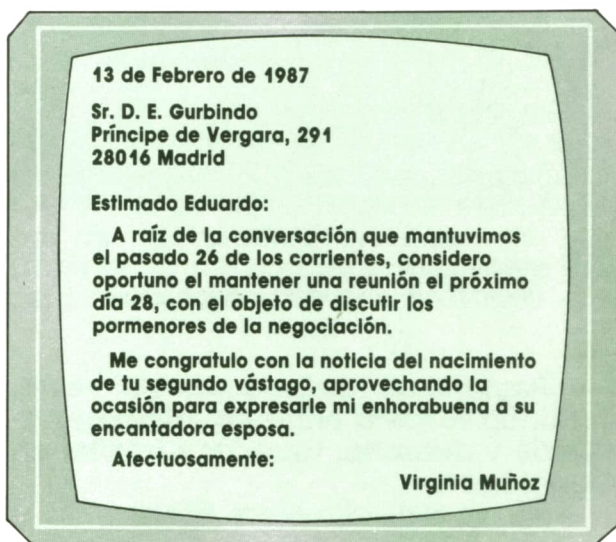 13 de Febrero de 1987
Sr. D. E. Gurbindo
Príncipe de Vergara, 291
28016 Madrid
Estimado Eduardo:
A raíz de la conversación que mantuvimos
el pasado 26 de los corrientes, considero
oportuno el mantener una reunión el próximo
día 28, con el objeto de discutir los
pormenores de la negociación.
Me congratulo con la noticia del nacimiento
de tu segundo vástago, aprovechando la
ocasión para expresarle mi enhorabuena a su
encantadora esposa.
Afectuosamente:
Virginia Muñoz